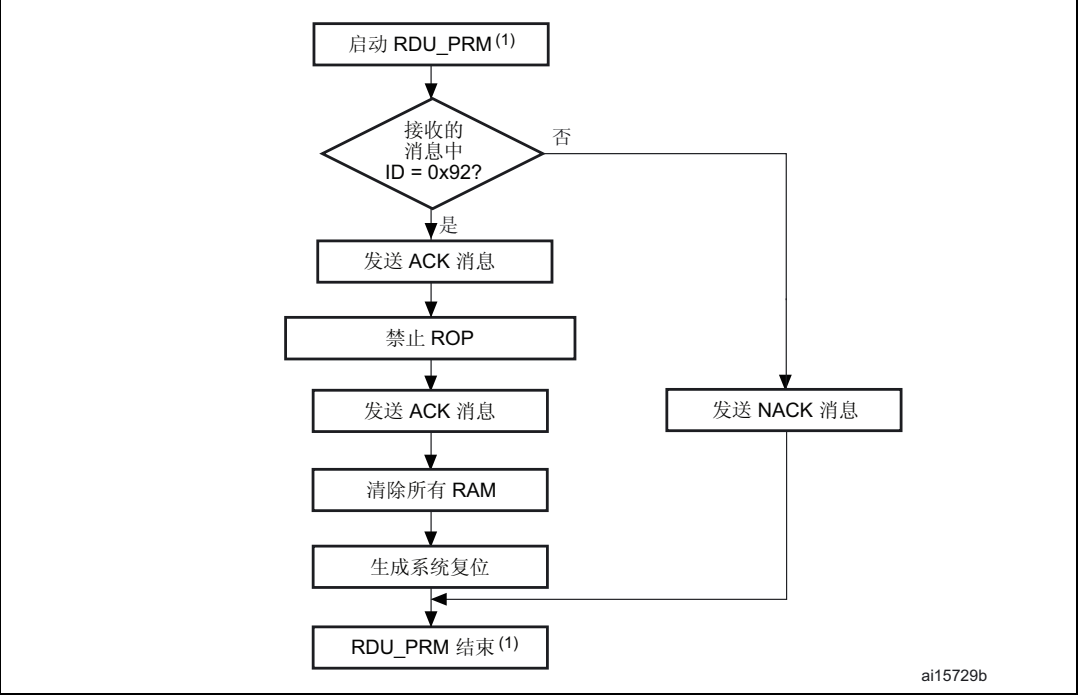 启动 RDU_PRM (1)
接收的
消息中
ID = 0x92?
否
是
发送 ACK 消息
禁止 ROP
发送 ACK 消息
发送 NACK 消息
清除所有 RAM
生成系统复位
RDU_PRM 结束 (1)
ai15729b